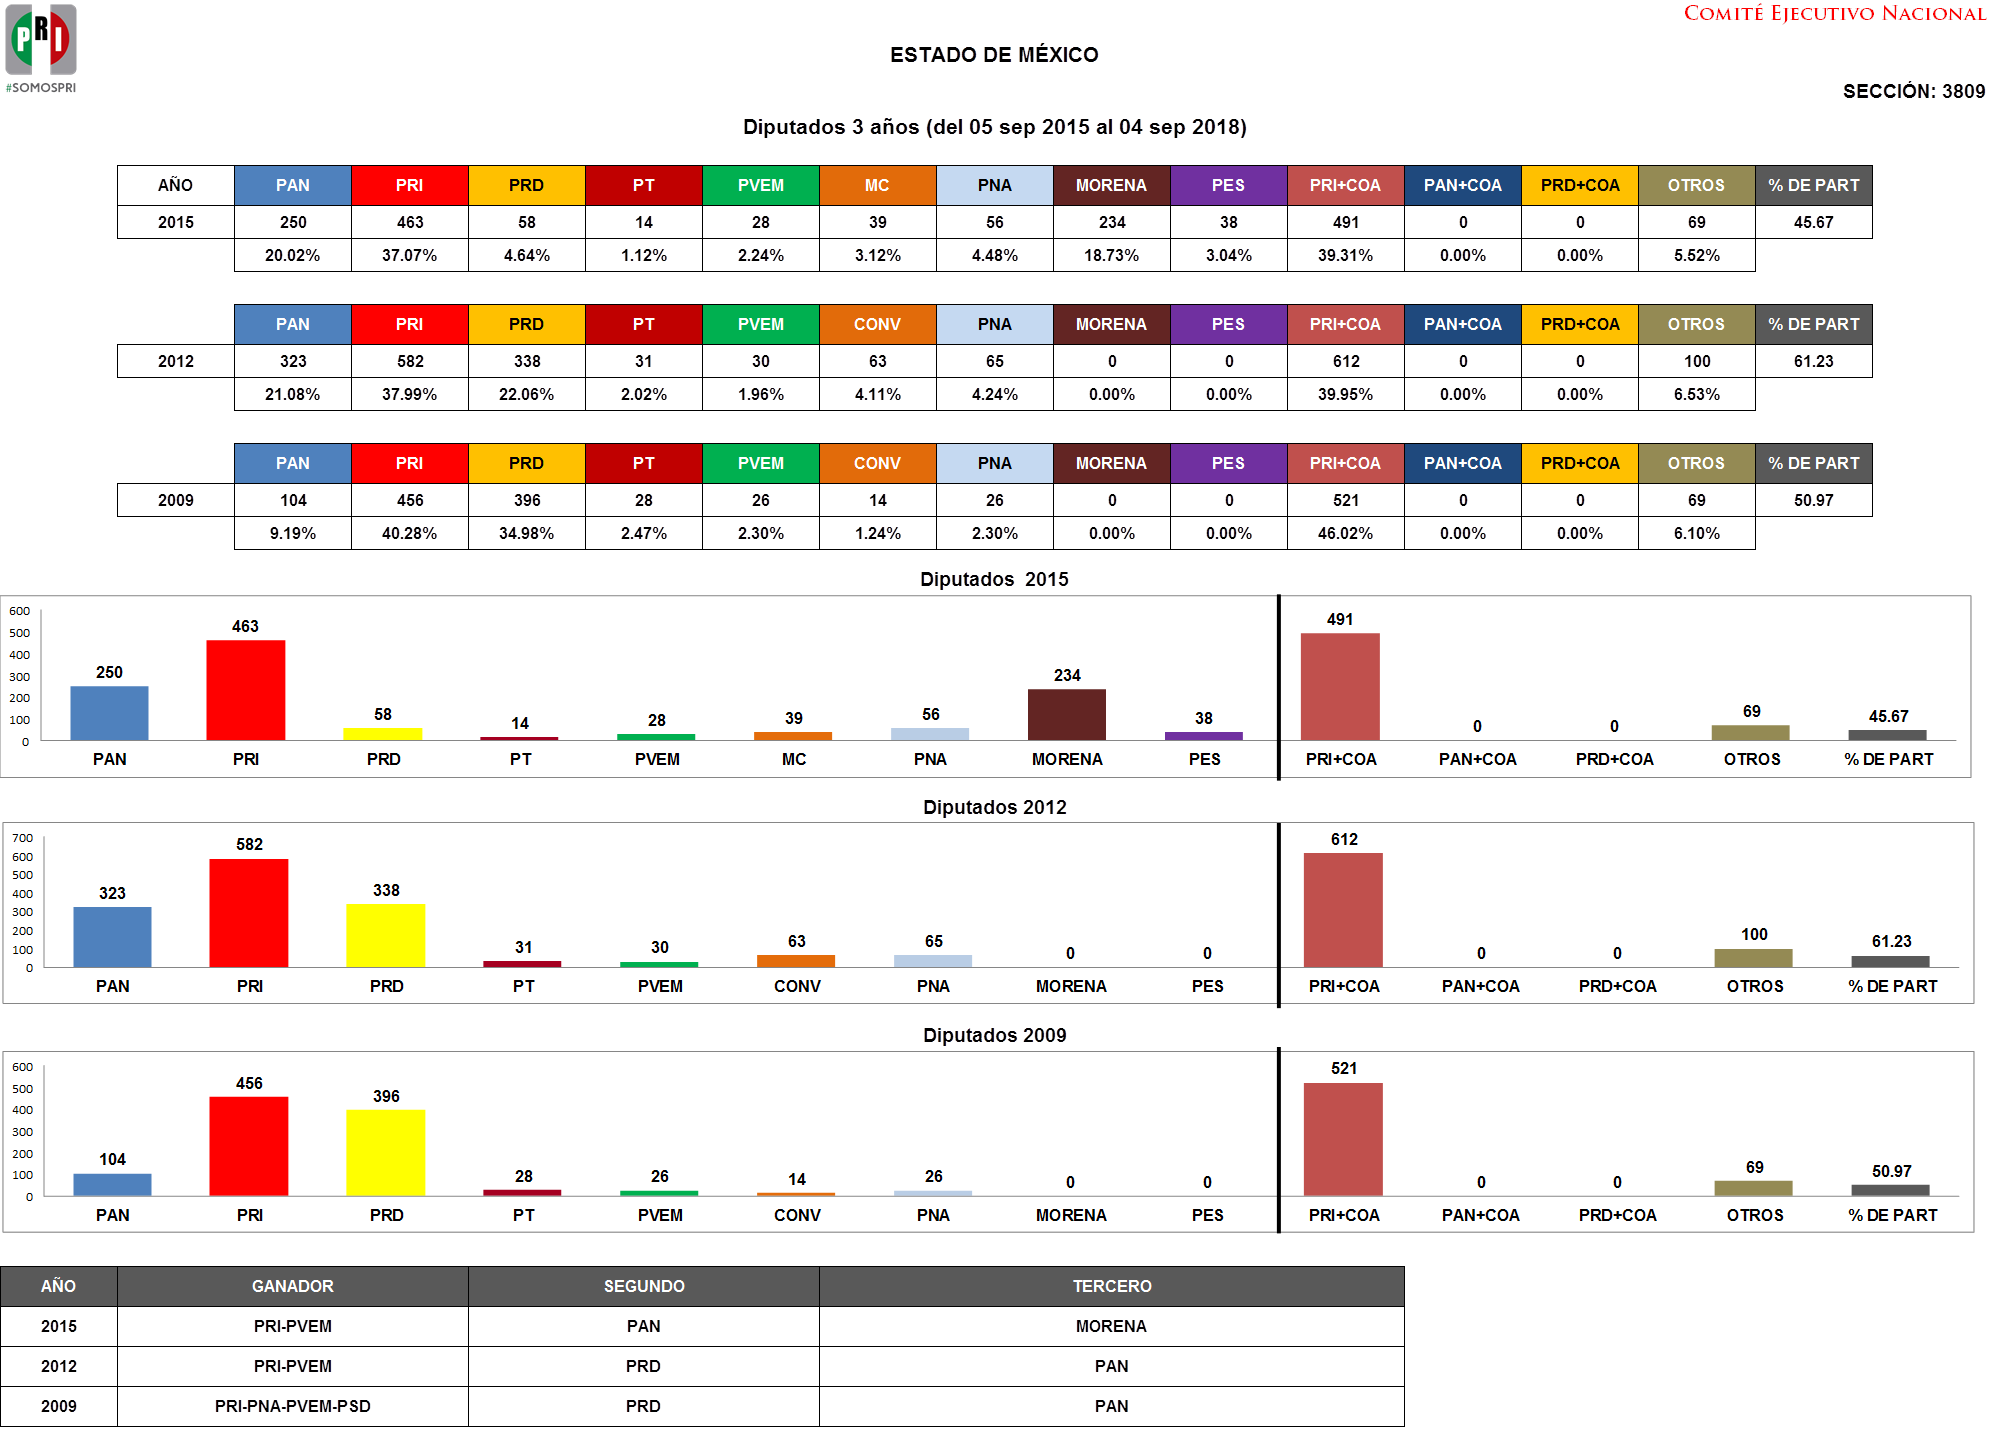 PRI
#SOMOSPRI
COMITÉ EJECUTIVO NACIONAL
ESTADO DE MÉXICO
SECCIÓN: 3809
Diputados 3 años (del 05 sep 2015 al 04 sep 2018)
AÑO PAN PRI PRD PT PVEM MC PNA MORENA PES PRI+COA PAN+COA PRD+COA OTROS % DE PART
2015 250 463 58 14 28 39 56 234 38 491 0 0 69 45.67
20.02% 37.07% 4.64% 1.12% 2.24% 3.12% 4.48% 18.73% 3.04% 39.31% 0.00% 0.00% 5.52%
PAN PRI PRD PT PVEM CONV PNA MORENA PES PRI+COA PAN+COA PRD+COA OTROS % DE PART
2012 323 582 338 31 30 63 65 0 0 612 0 0 100 61.23
21.08% 37.99% 22.06% 2.02% 1.96% 4.11% 4.24% 0.00% 0.00% 39.95% 0.00% 0.00% 6.53%
PAN PRI PRD PT PVEM CONV PNA MORENA PES PRI+COA PAN+COA PRD+COA OTROS % DE PART
2009 104 456 396 28 26 14 26 0 0 521 0 0 69 50.97
9.19% 40.28% 34.98% 2.47% 2.30% 1.24% 2.30% 0.00% 0.00% 46.02% 0.00% 0.00% 6.10%
Diputados 2015
600
500
400
300
200
100
0
250 463 58 14 28 39 56 234 38 491 0 0 69 45.67
PAN PRI PRD PT PVEM MC PNA MORENA PES PRI+COA PAN+COA PRD+COA OTROS % DE PART
Diputados 2012
700
600
500
400
300
200
100
0
323 582 338 31 30 63 65 0 0 612 0 0 100 61.23
PAN PRI PRD PT PVEM CONV PNA MORENA PES PRI+COA PAN+COA PRD+COA OTROS % DE PART
Diputados 2009
600
500
400
300
200
100
0
104 456 396 28 26 14 26 0 0 521 0 0 69 50.97
PAN PRI PRD PT PVEM CONV PNA MORENA PES PRI+COA PAN+COA PRD+COA OTROS % DE PART
AÑO GANADOR SEGUNDO TERCERO
2015 PRI-PVEM PAN MORENA
2012 PRI-PVEM PRD PAN
2009 PRI-PNA-PVEM-PSD PRD PAN